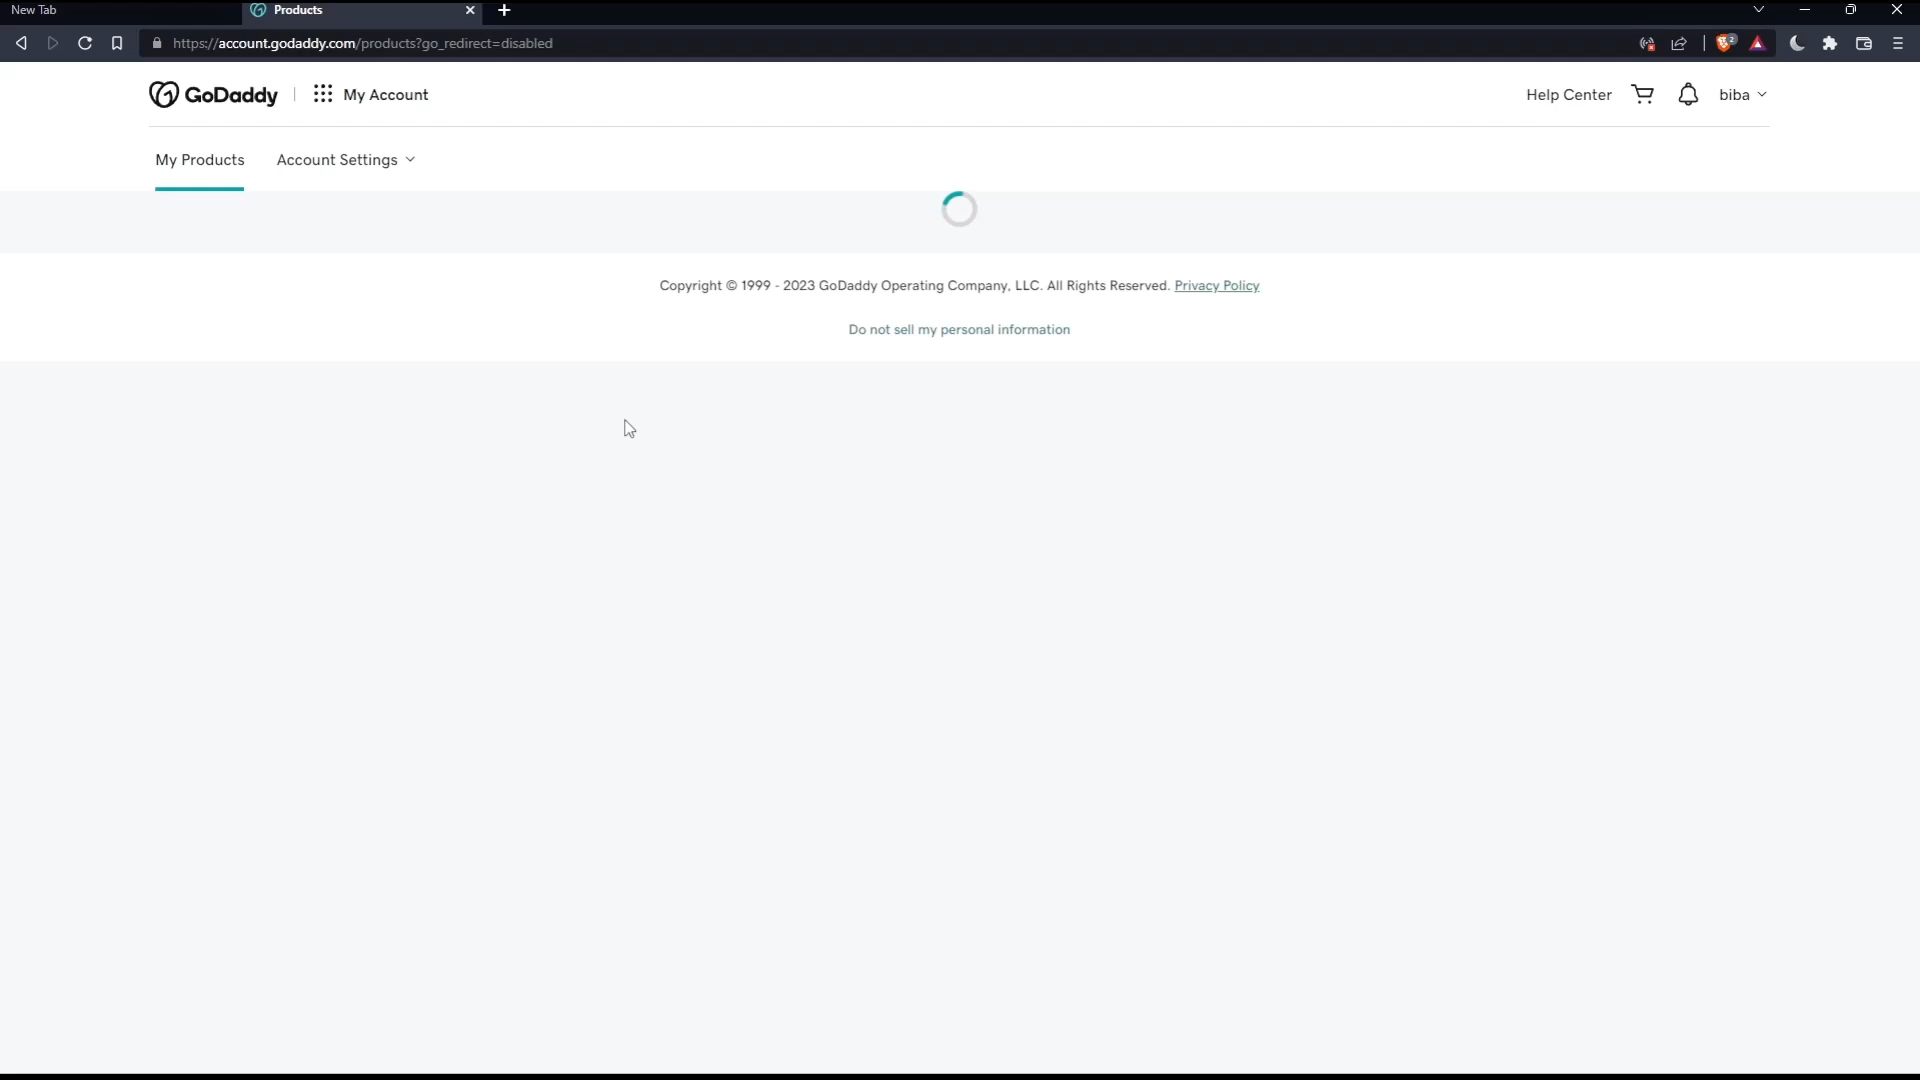 New Tab
Products
https://account.godaddy.com/products?go_redirect=disabled
2
GoDaddy
My Account
Help Center
biba
My Products
Account Settings
Copyright © 1999 - 2023 GoDaddy Operating Company, LLC. All Rights Reserved. Privacy Policy
Do not sell my personal information